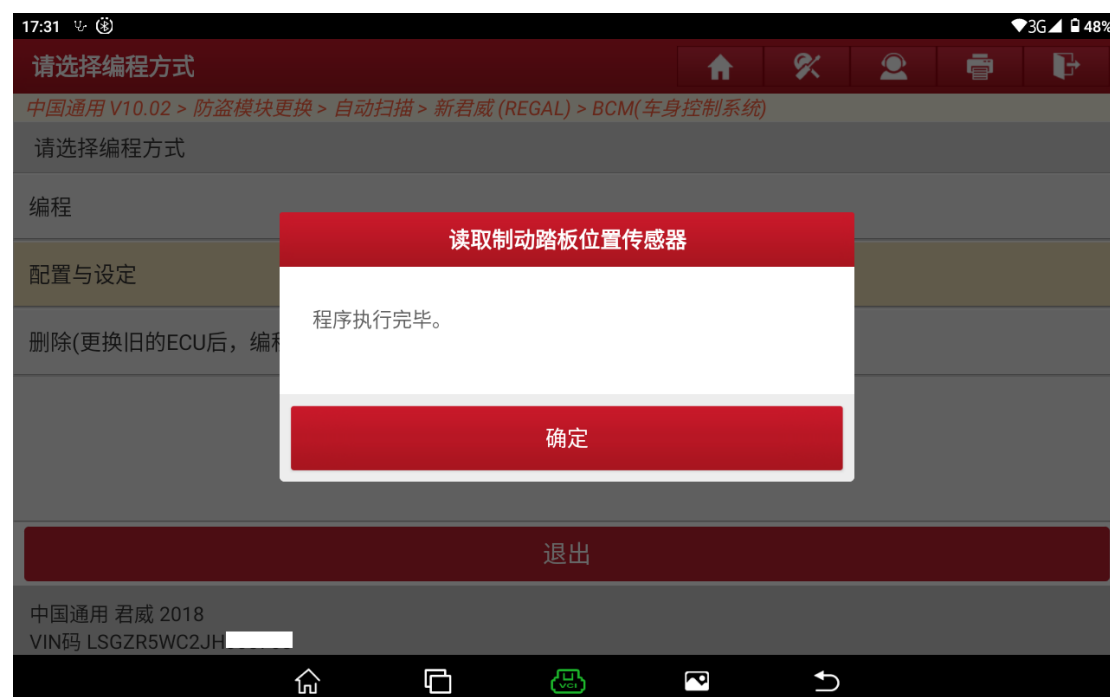 17:31 3G 48%
请选择编程方式
中国通用 V10.02 > 防盗模块更换 > 自动扫描 > 新君威 (REGAL) > BCM(车身控制系统)
请选择编程方式
编程
读取制动踏板位置传感器
配置与设定
程序执行完毕。
删除(更换旧的ECU后，编
确定
退出
中国通用 君威 2018
VIN码 LSGZR5WC2JH
VCI